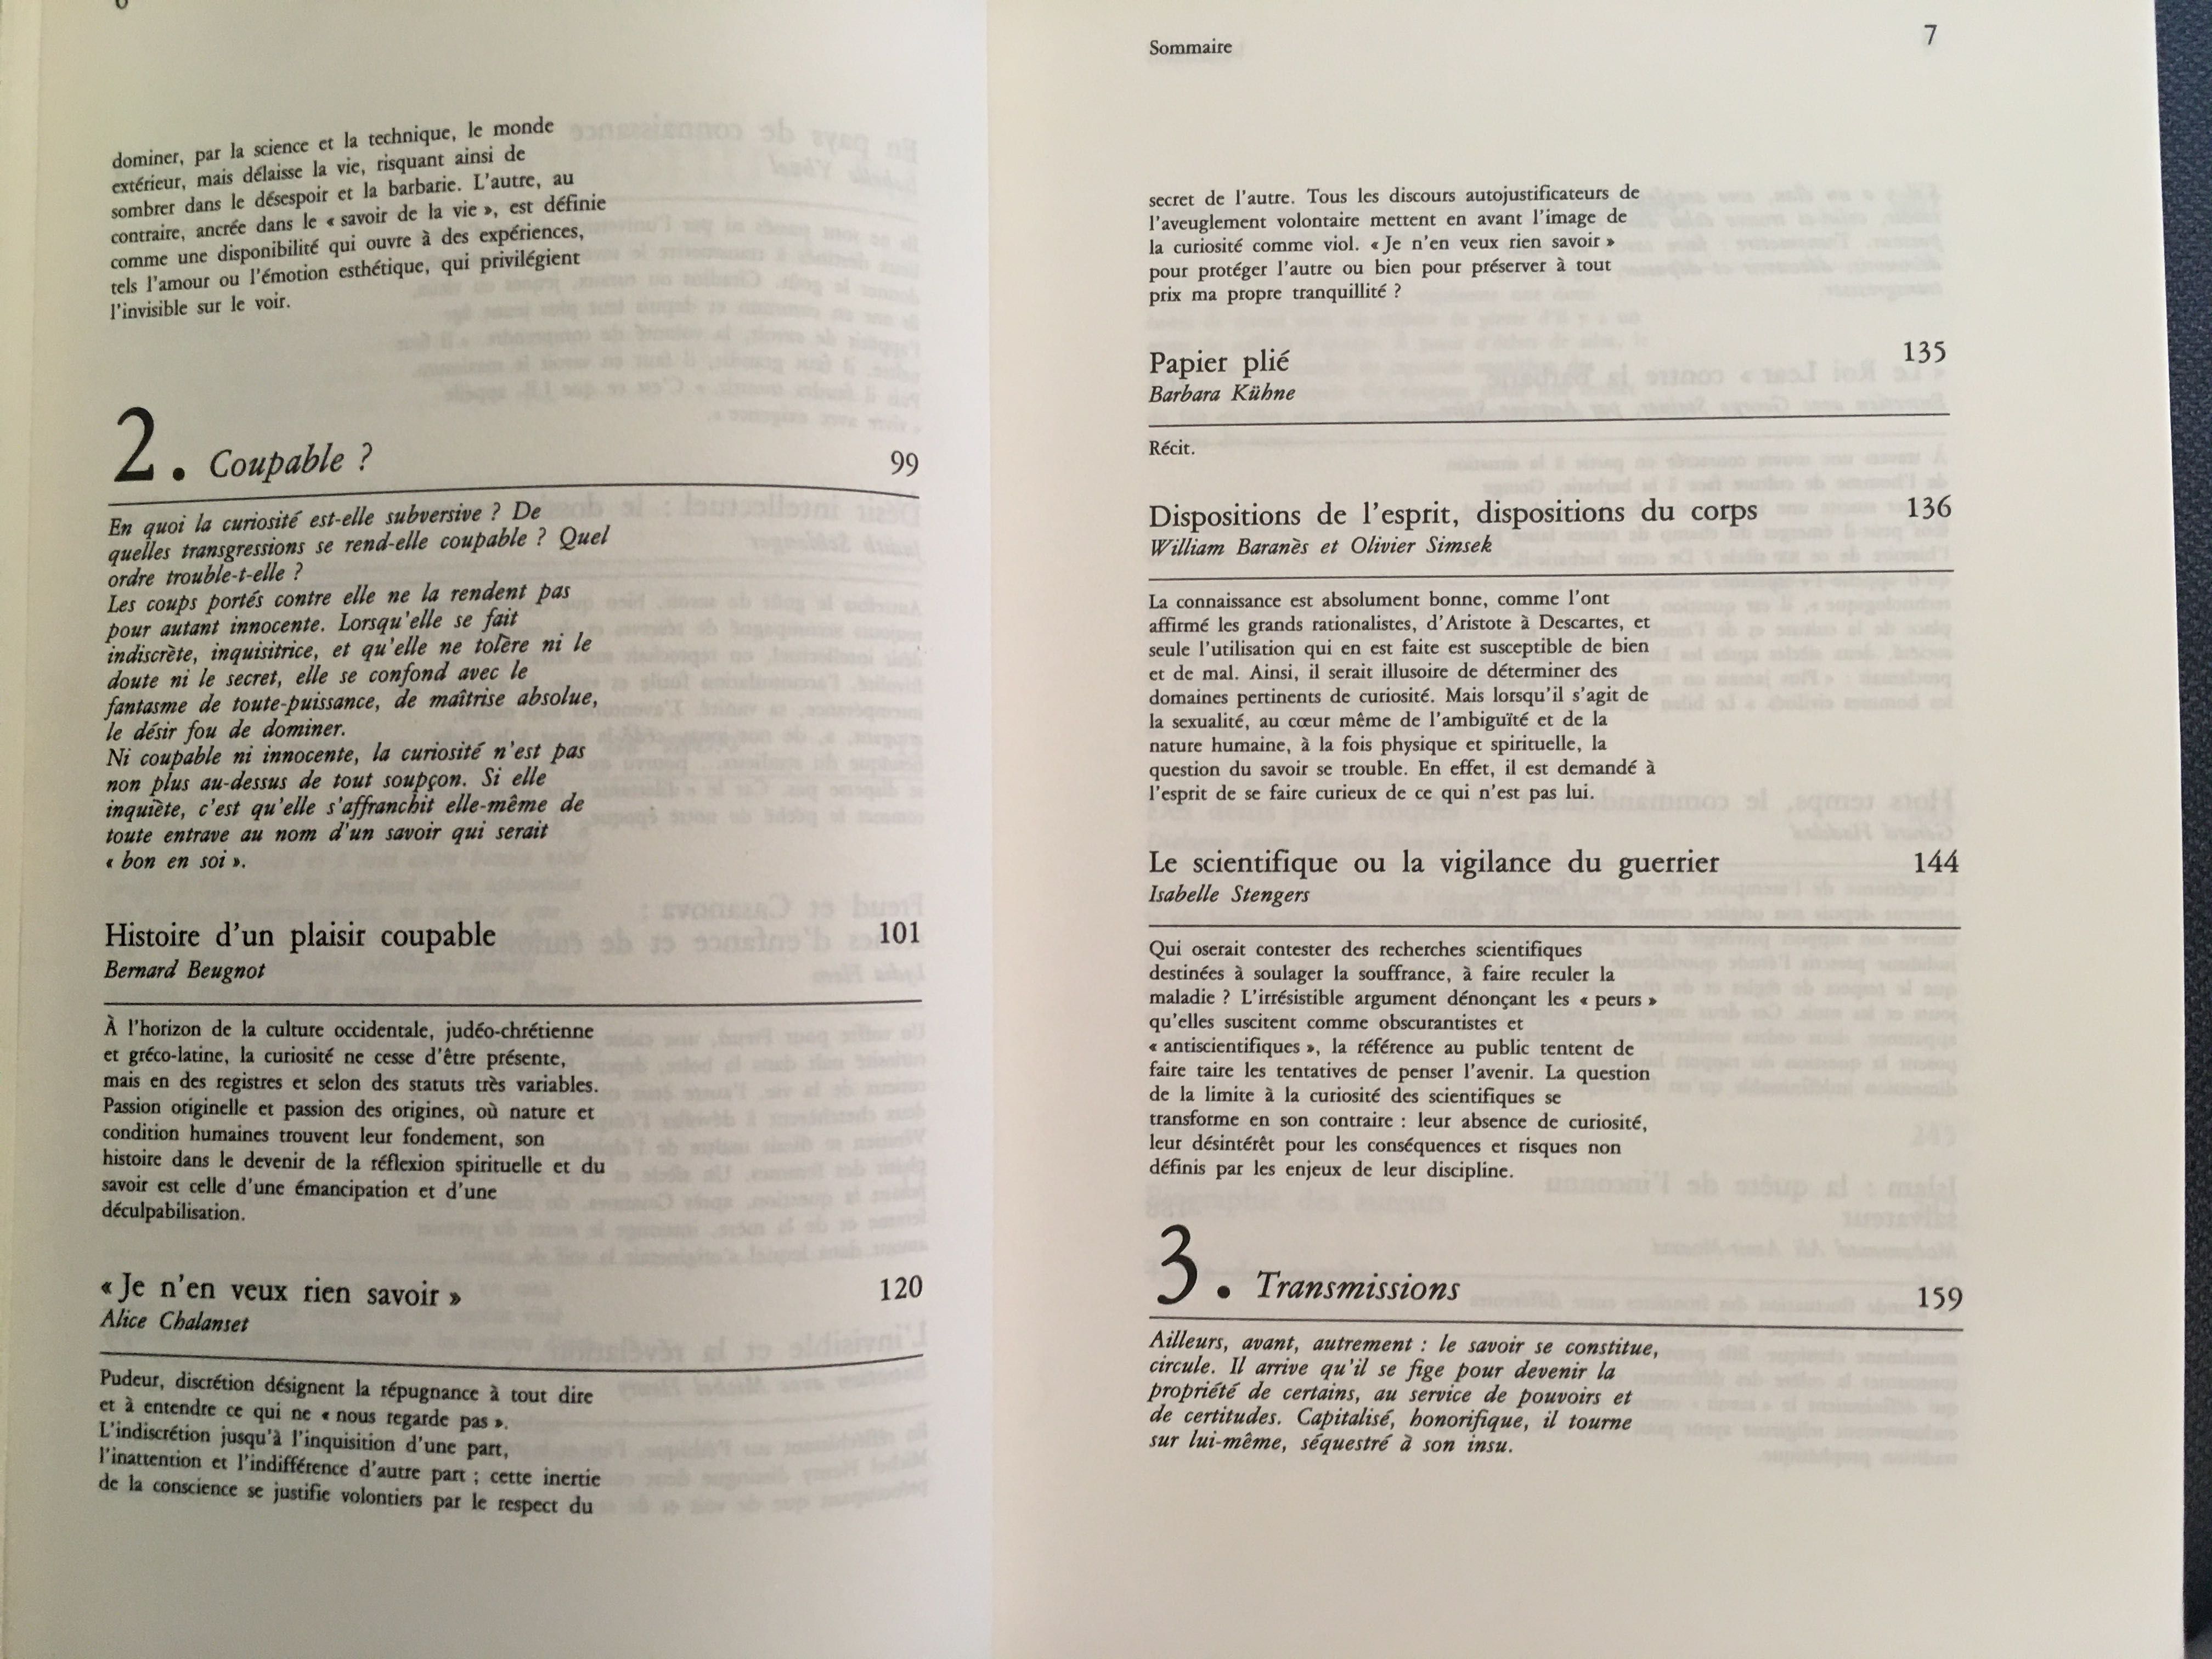 dominer, par la science et la technique, le monde
extérieur, mais délaisse la vie, risquant ainsi de
sombrer dans le désespoir et la barbarie. L'autre, au
contraire, ancrée dans le « savoir de la vie », est définie
comme une disponibilité qui ouvre à des expériences,
tels l'amour ou l'émotion esthétique, qui privilégient
l'invisible sur le voir.
2. Coupable ? 99
En quoi la curiosité est-elle subversive ? De
quelles transgressions se rend-elle coupable ? Quel
ordre trouble-t-elle ?
Les coups portés contre elle ne la rendent pas
pour autant innocente. Lorsqu'elle se fait
indiscrète, inquisitrice, et qu'elle ne tolère ni le
doute ni le secret, elle se confond avec le
fantasme de toute-puissance, de maîtrise absolue,
le désir fou de dominer.
Ni coupable ni innocente, la curiosité n'est pas
non plus au-dessus de tout soupçon. Si elle
inquiète, c'est qu'elle s'affranchit elle-même de
toute entrave au nom d'un savoir qui serait
« bon en soi ».
Histoire d'un plaisir coupable 101
Bernard Beugnot
À l'horizon de la culture occidentale, judéo-chrétienne
et gréco-latine, la curiosité ne cesse d'être présente,
mais en des registres et selon des statuts très variables.
Passion originelle et passion des origines, où nature et
condition humaines trouvent leur fondement, son
histoire dans le devenir de la réflexion spirituelle et du
savoir est celle d'une émancipation et d'une
déculpabilisation.
« Je n'en veux rien savoir » 120
Alice Chalanset
Pudeur, discrétion désignent la répugnance à tout dire
et à entendre ce qui ne « nous regarde pas ».
L'indiscrétion jusqu'à l'inquisition d'une part,
l'inattention et l'indifférence d'autre part ; cette inertie
de la conscience se justifie volontiers par le respect du
Sommaire 7
secret de l'autre. Tous les discours autojustificateurs de
l'aveuglement volontaire mettent en avant l'image de
la curiosité comme viol. « Je n'en veux rien savoir »
pour protéger l'autre ou bien pour préserver à tout
prix ma propre tranquillité ?
Papier plié 135
Barbara Kühne
Récit.
Dispositions de l'esprit, dispositions du corps 136
William Baranès et Olivier Simsek
La connaissance est absolument bonne, comme l'ont
affirmé les grands rationalistes, d'Aristote à Descartes, et
seule l'utilisation qui en est faite est susceptible de bien
et de mal. Ainsi, il serait illusoire de déterminer des
domaines pertinents de curiosité. Mais lorsqu'il s'agit de
la sexualité, au cœur même de l'ambiguïté et de la
nature humaine, à la fois physique et spirituelle, la
question du savoir se trouble. En effet, il est demandé à
l'esprit de se faire curieux de ce qui n'est pas lui.
Le scientifique ou la vigilance du guerrier 144
Isabelle Stengers
Qui oserait contester des recherches scientifiques
destinées à soulager la souffrance, à faire reculer la
maladie ? L'irrésistible argument dénonçant les « peurs »
qu'elles suscitent comme obscurantistes et
« antiscientifiques », la référence au public tentent de
faire taire les tentatives de penser l'avenir. La question
de la limite à la curiosité des scientifiques se
transforme en son contraire : leur absence de curiosité,
leur désintérêt pour les conséquences et risques non
définis par les enjeux de leur discipline.
3. Transmissions 159
Ailleurs, avant, autrement : le savoir se constitue,
circule. Il arrive qu'il se fige pour devenir la
propriété de certains, au service de pouvoirs et
de certitudes. Capitalisé, honorifique, il tourne
sur lui-même, séquestré à son insu.